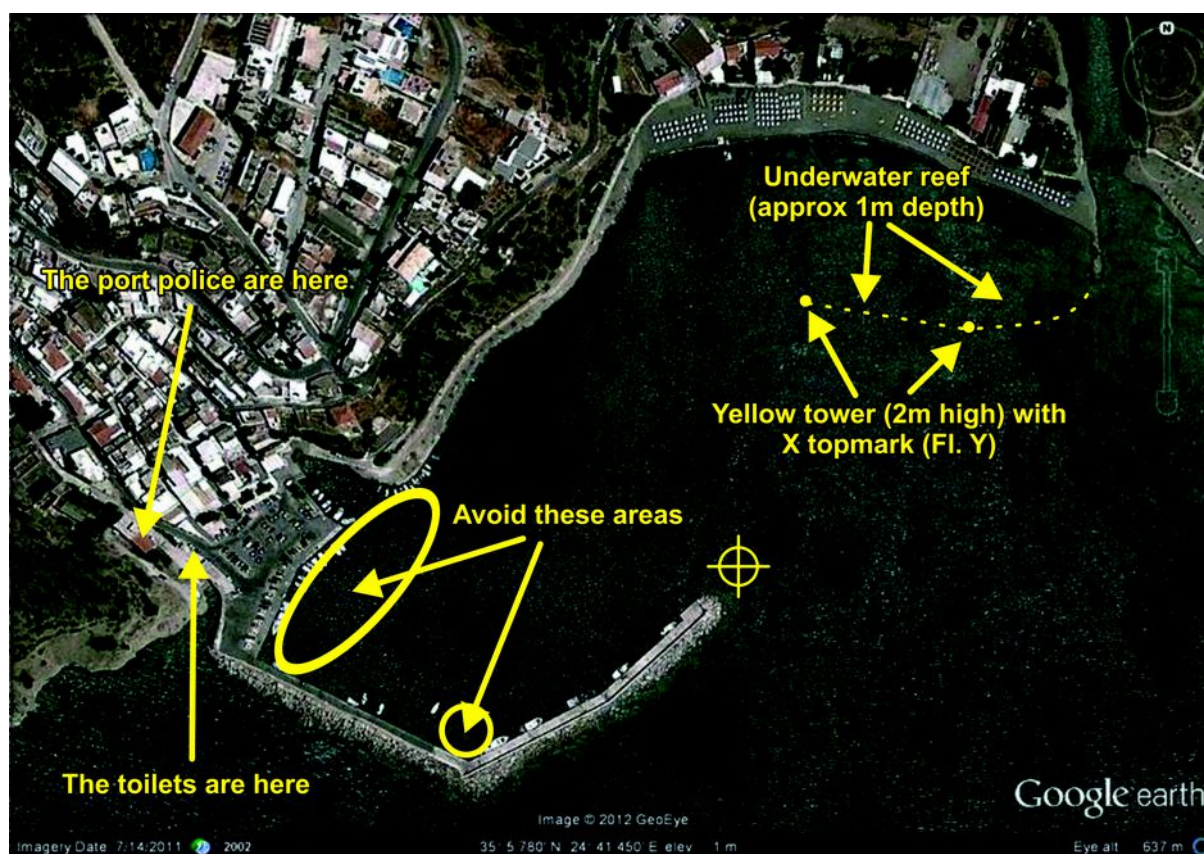 N
Underwater reef
(approx 1m depth)
The port police are here
Yellow tower (2m high) with
X topmark (Fl. Y)
Avoid these areas
The toilets are here
Google earth
Image © 2012 GeoEye
Imagery Date: 7/14/2011 2002 35° 5.780' N 24° 41.450' E elev 1 m Eye alt 637 m